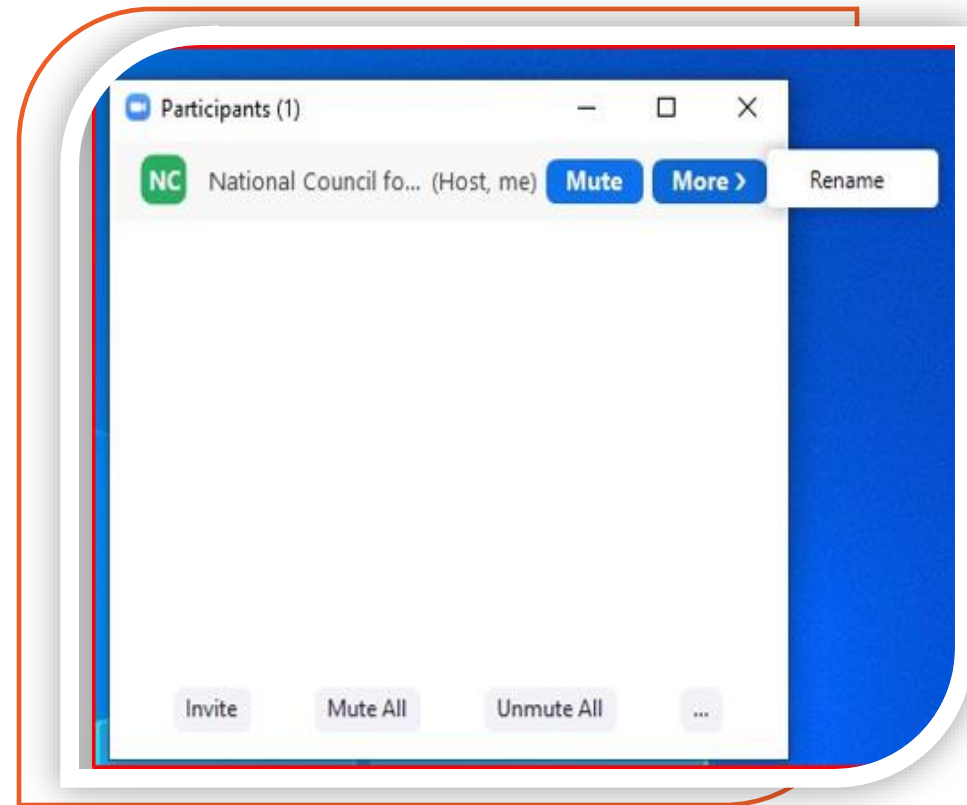 Participants (1)
NC National Council fo... (Host, me) Mute More > Rename
Invite Mute All Unmute All ...